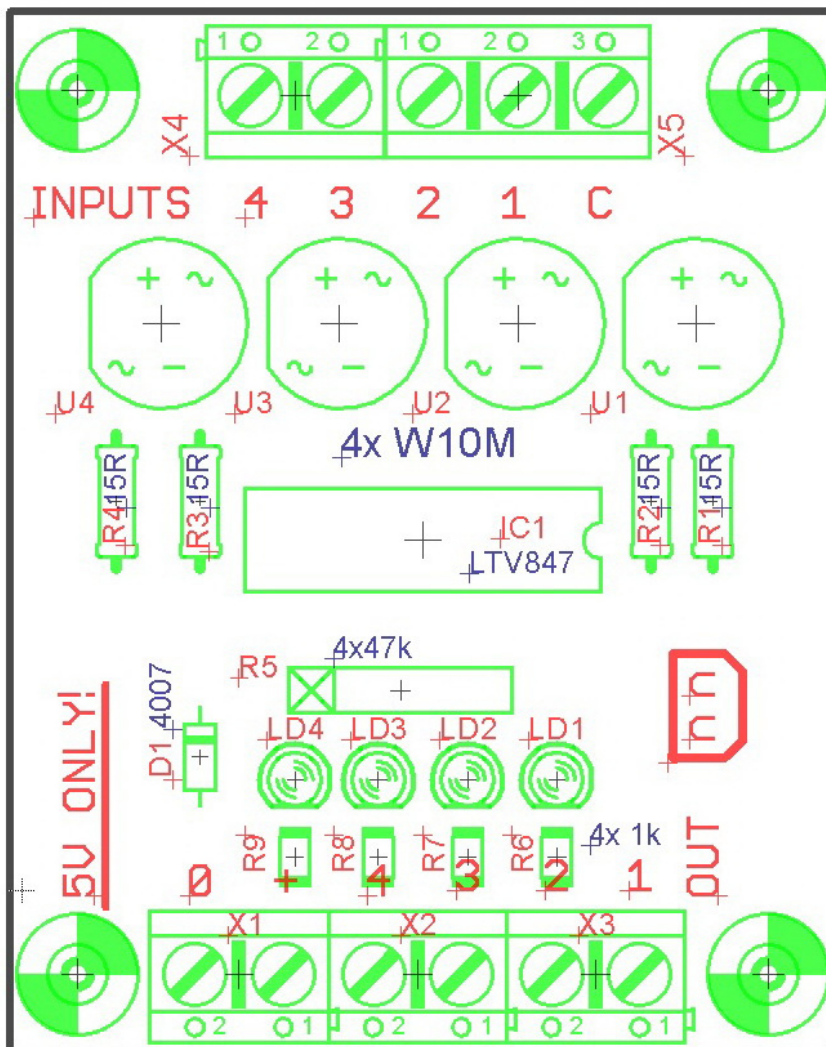 1 2 1 2 3
X4 X5
INPUTS 4 3 2 1 C
+ ~ + ~ + ~ + ~
~ − ~ − ~ − ~ −
U4 U3 U2 U1
4x W10M
15R 15R 15R 15R
R4 R3 R2 R1
IC1
LTV847
4x47k
R5
4007
D1
LD4 LD3 LD2 LD1
5V ONLY!
R9 R8 R7 R6 4x 1k
0 + 4 3 2 1 OUT
X1 X2 X3
2 1 2 1 2 1